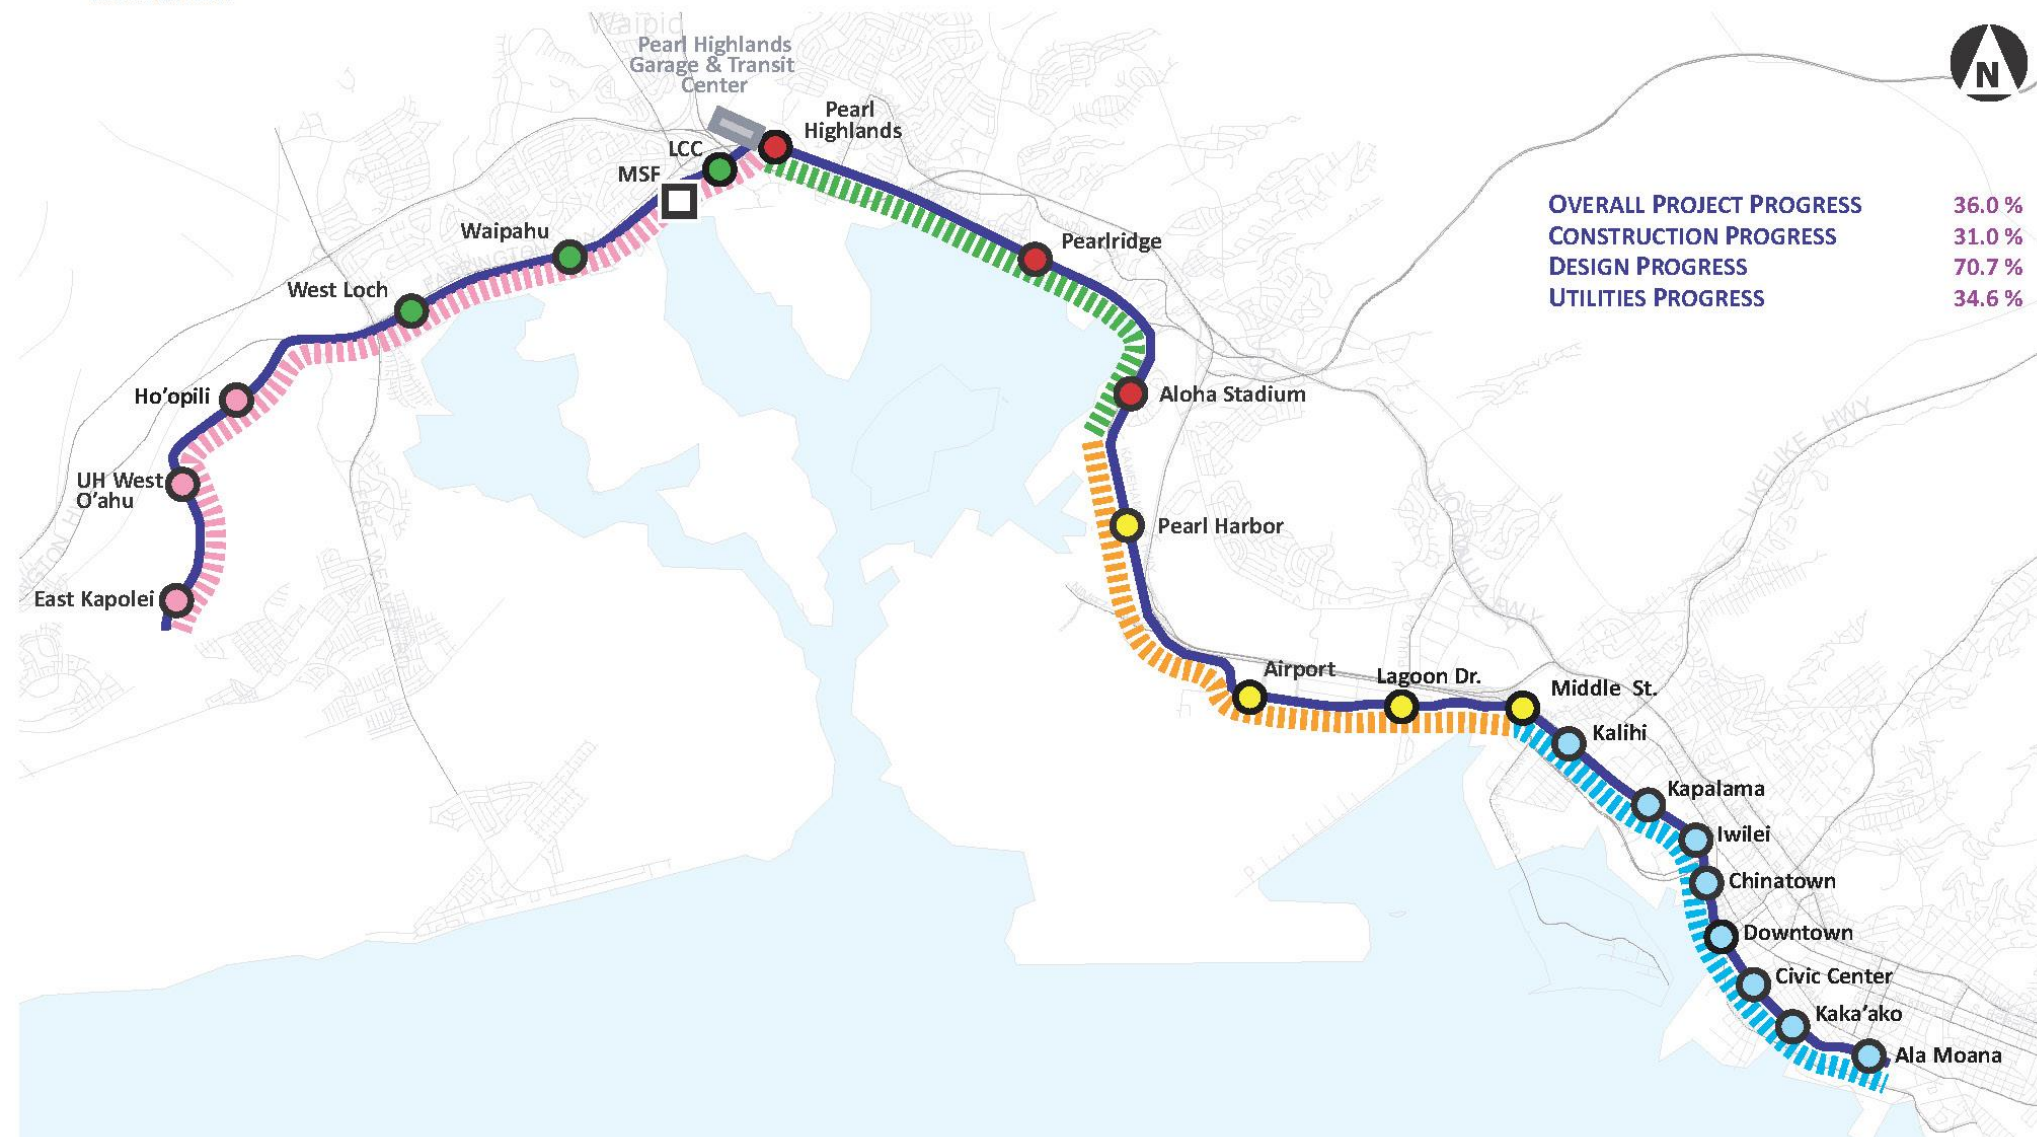 Waipio
Pearl Highlands
Garage & Transit
Center
N
Pearl
Highlands
LCC
MSF
Waipahu
Pearlridge
West Loch
OVERALL PROJECT PROGRESS 36.0 %
CONSTRUCTION PROGRESS 31.0 %
DESIGN PROGRESS 70.7 %
UTILITIES PROGRESS 34.6 %
Ho'opili
Aloha Stadium
LIKELIKE HWY
UH West
O'ahu
Pearl Harbor
East Kapolei
Airport
Lagoon Dr.
Middle St.
Kalihi
Kapalama
Iwilei
Chinatown
Downtown
Civic Center
Kaka'ako
Ala Moana